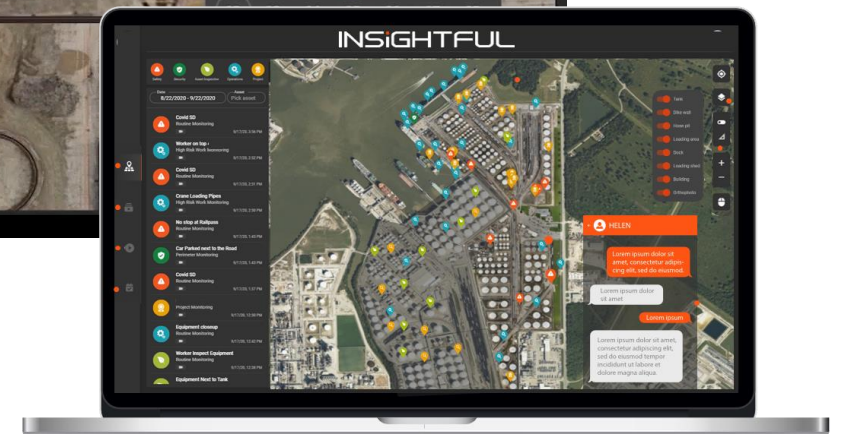 INSiGHTFUL
Safety Security Asset Inspection Operations Project
Date
8/22/2020 - 9/22/2020
Asset
Pick asset
Covid SD
Routine Monitoring
Worker on top -
High Risk Work
Covid SD
Routine Monitoring
Crane Loading Pipes
High Risk Work Monitoring
No stop at Railpass
Routine Monitoring
Car Parked next to the Road
Perimeter Monitoring
Covid SD
Routine Monitoring
Project Monitoring
Equipment closeup
Routine Monitoring
Worker Inspect Equipment
Routine Monitoring
Equipment Next to Tank
Tank
Dike wall
Hose pit
Loading area
Dock
Loading
Building
Orthophoto
HELEN
Lorem ipsum dolor sit
amet, consectetur adipis-
cing elit, sed do eiusmod.
Lorem ipsum dolor
sit amet
Lorem ipsum
Lorem ipsum dolor sit amet,
consectetur adipiscing elit,
sed do eiusmod tempor
incididunt ut labore et
dolore magna aliqua.